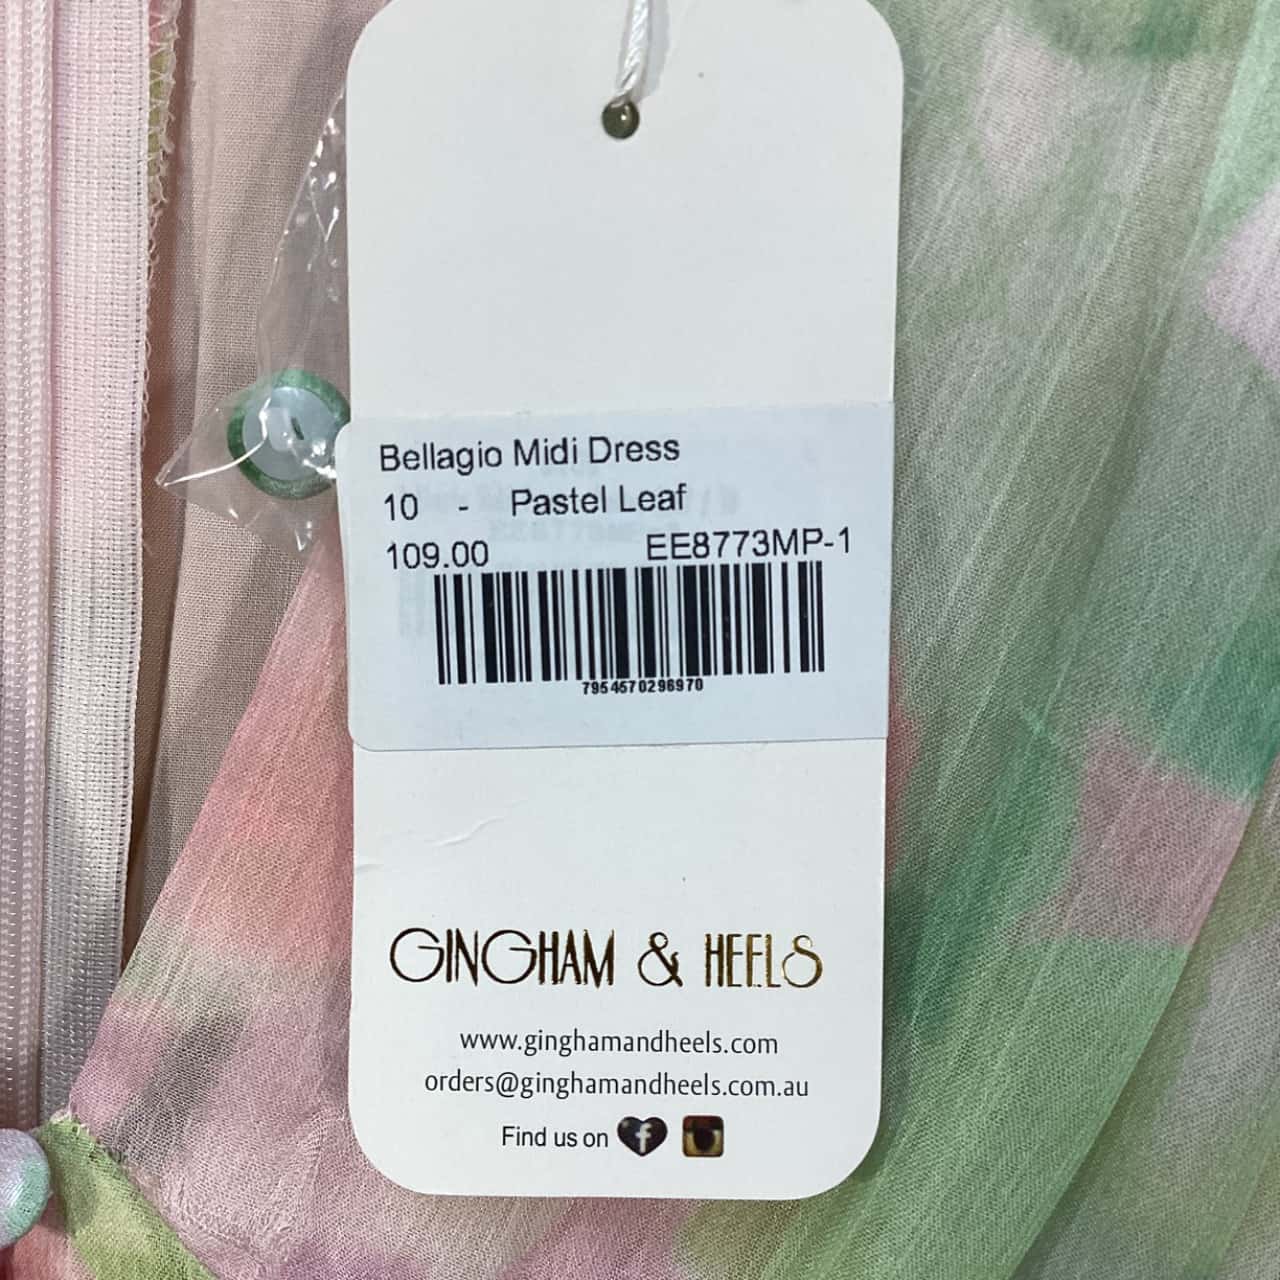 Bellagio Midi Dress
10 - Pastel Leaf
109.00 EE8773MP-1
7954570296970
GINGHAM & HEELS
www.ginghamandheels.com
orders@ginghamandheels.com.au
Find us on